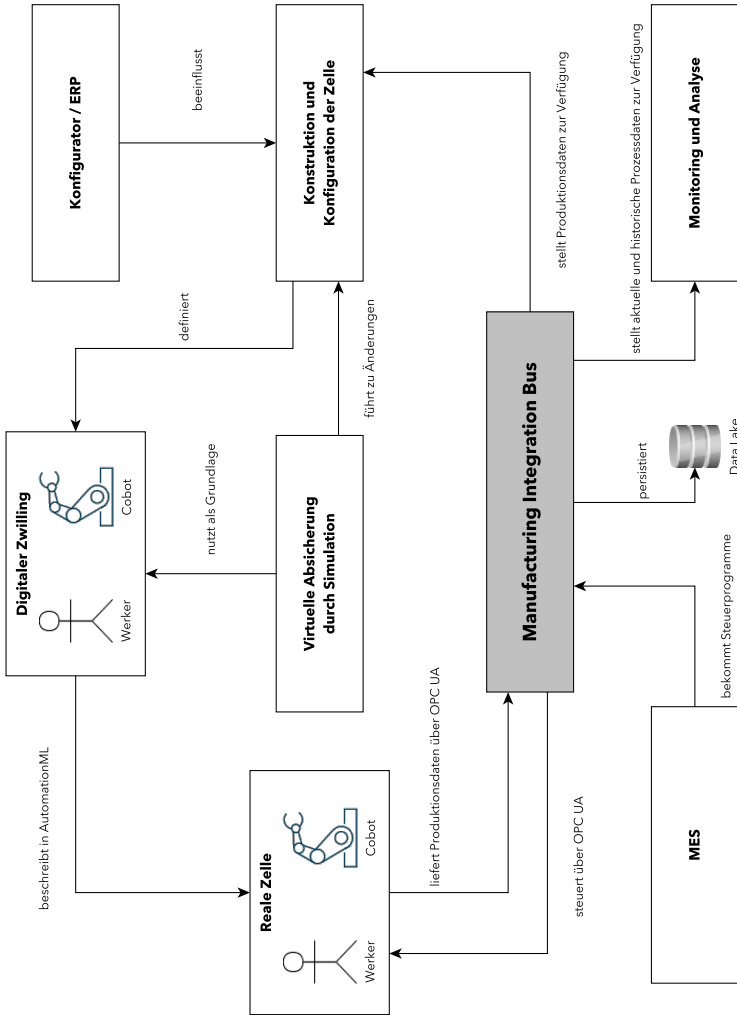 Reale Zelle
Werker
Cobot
beschreibt in AutomationML
Digitaler Zwilling
Werker
Cobot
definiert
Konfigurator / ERP
beeinflusst
Konstruktion und
Konfiguration der Zelle
nutzt als Grundlage
Virtuelle Absicherung
durch Simulation
führt zu Änderungen
liefert Produktionsdaten über OPC UA
steuert über OPC UA
Manufacturing Integration Bus
stellt Produktionsdaten zur Verfügung
MES
bekommt Steuerprogramme
persistiert
Data Lake
stellt aktuelle und historische Prozessdaten zur Verfügung
Monitoring und Analyse